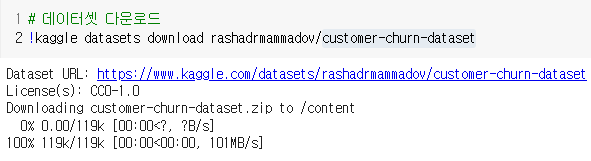 1 # 데이터셋 다운로드
2 !kaggle datasets download rashadrmammadov/customer-churn-dataset
Dataset URL: https://www.kaggle.com/datasets/rashadrmammadov/customer-churn-dataset
License(s): CC0-1.0
Downloading customer-churn-dataset.zip to /content
0% 0.00/119k [00:00<?, ?B/s]
100% 119k/119k [00:00<00:00, 101MB/s]